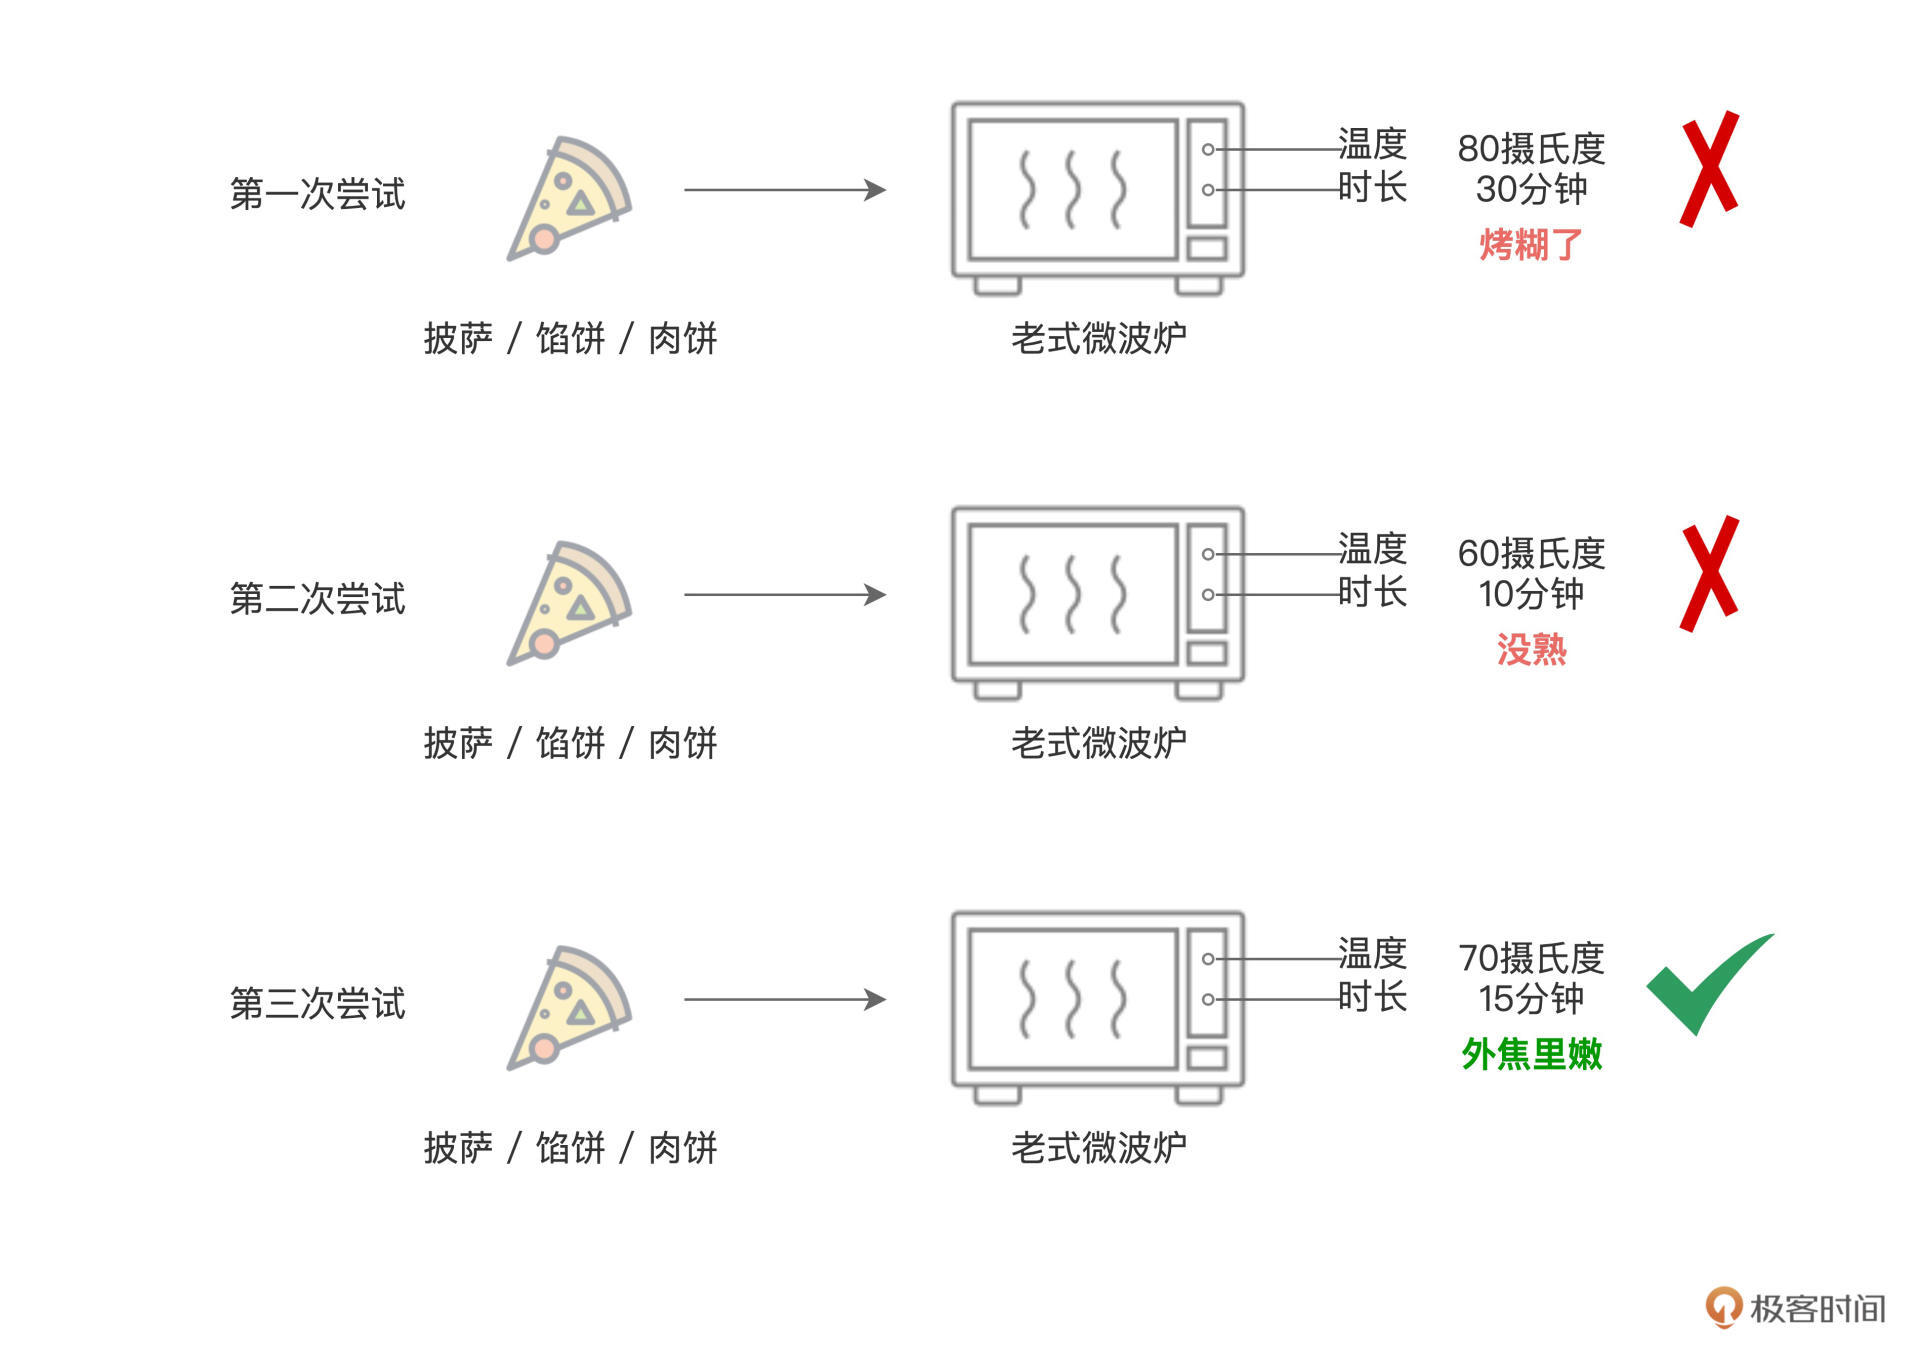 第一次尝试
温度
时长
80摄氏度
30分钟
烤糊了
披萨 / 馅饼 / 肉饼
老式微波炉
第二次尝试
温度
时长
60摄氏度
10分钟
没熟
披萨 / 馅饼 / 肉饼
老式微波炉
第三次尝试
温度
时长
70摄氏度
15分钟
外焦里嫩
披萨 / 馅饼 / 肉饼
老式微波炉
极客时间